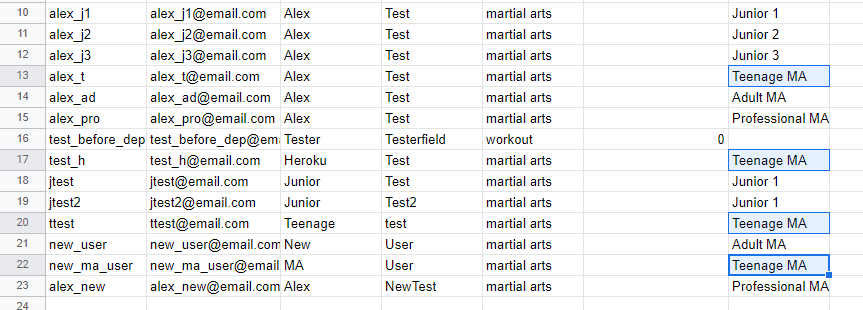 10 alex_j1 alex_j1@email.com Alex Test martial arts Junior 1
11 alex_j2 alex_j2@email.com Alex Test martial arts Junior 2
12 alex_j3 alex_j3@email.com Alex Test martial arts Junior 3
13 alex_t alex_t@email.com Alex Test martial arts Teenage MA
14 alex_ad alex_ad@email.com Alex Test martial arts Adult MA
15 alex_pro alex_pro@email.com Alex Test martial arts Professional MA
16 test_before_dep test_before_dep@ema Tester Testerfield workout 0
17 test_h test_h@email.com Heroku Test martial arts Teenage MA
18 jtest jtest@email.com Junior Test martial arts Junior 1
19 jtest2 jtest2@email.com Junior Test2 martial arts Junior 1
20 ttest ttest@email.com Teenage test martial arts Teenage MA
21 new_user new_user@email.com New User martial arts Adult MA
22 new_ma_user new_ma_user@email MA User martial arts Teenage MA
23 alex_new alex_new@email.com Alex NewTest martial arts Professional MA
24